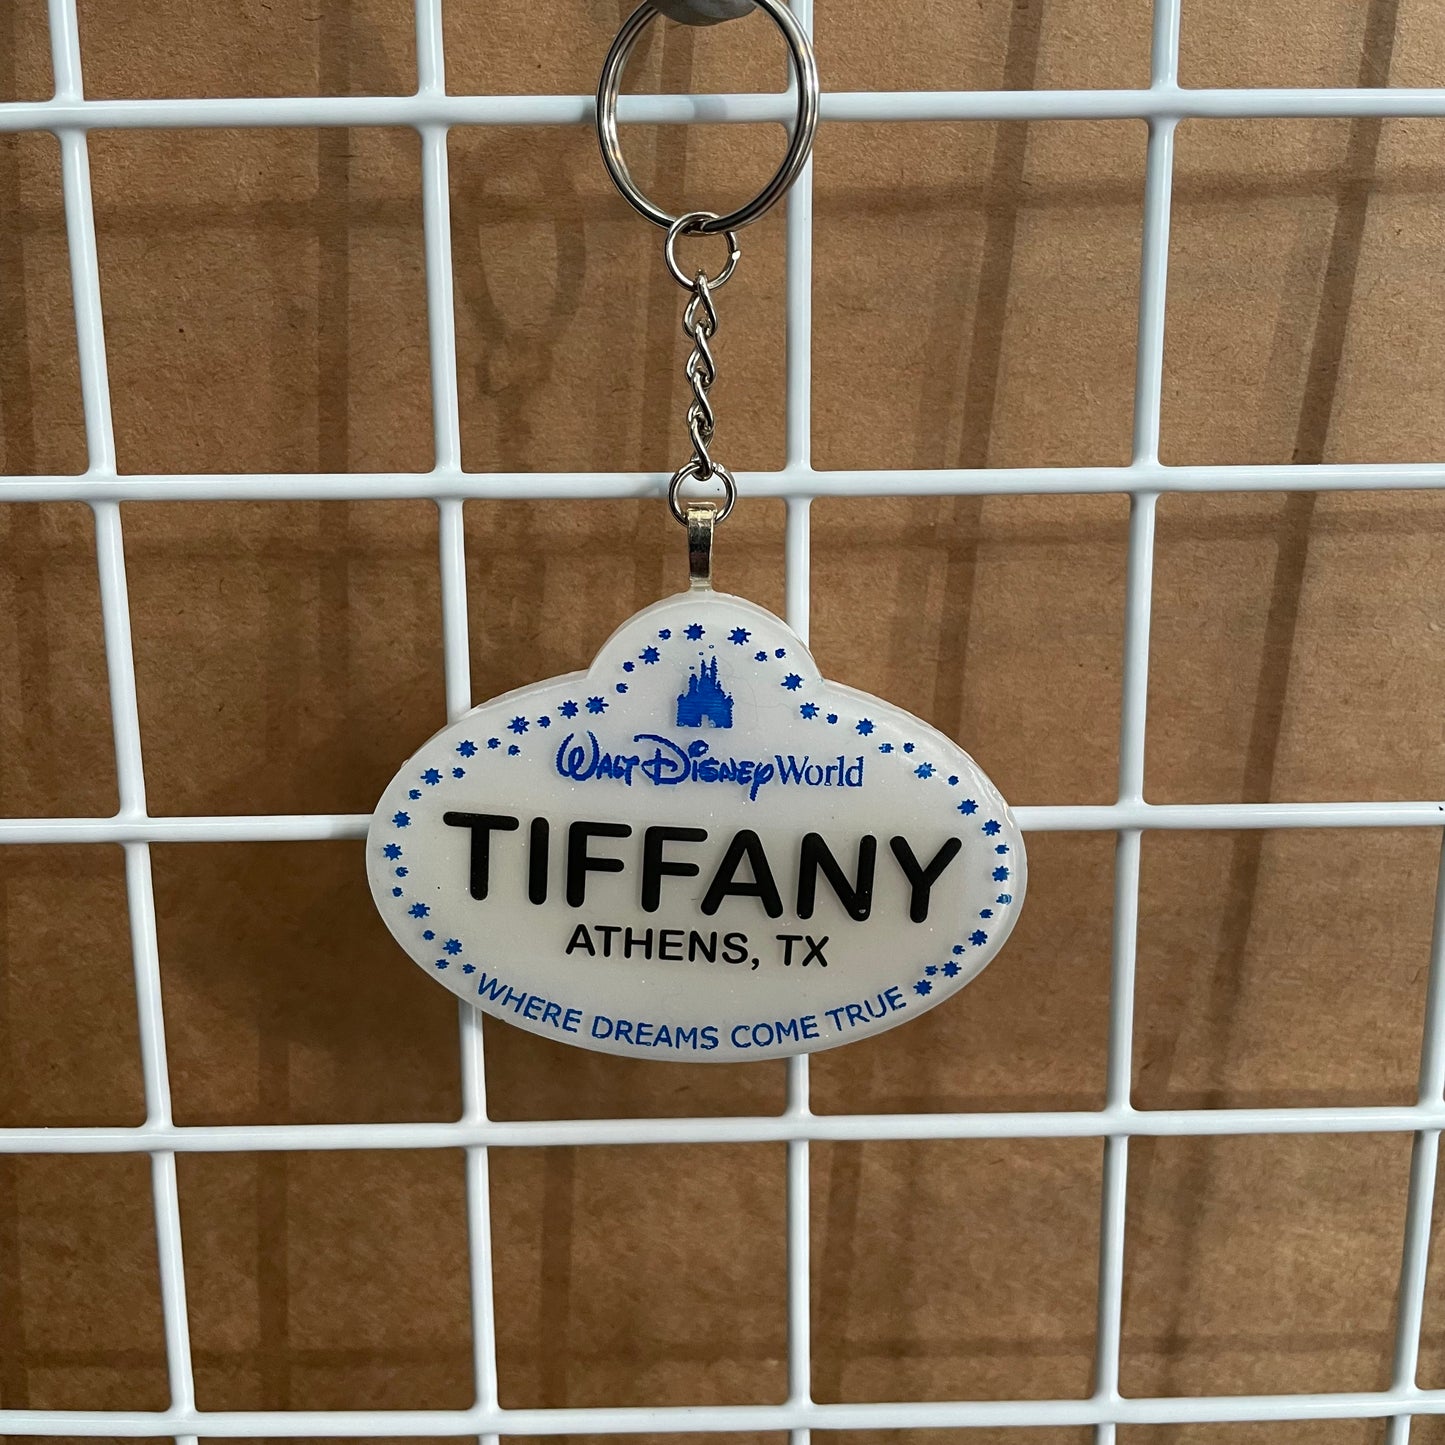 Walt Disney World
TIFFANY
ATHENS, TX
WHERE DREAMS COME TRUE